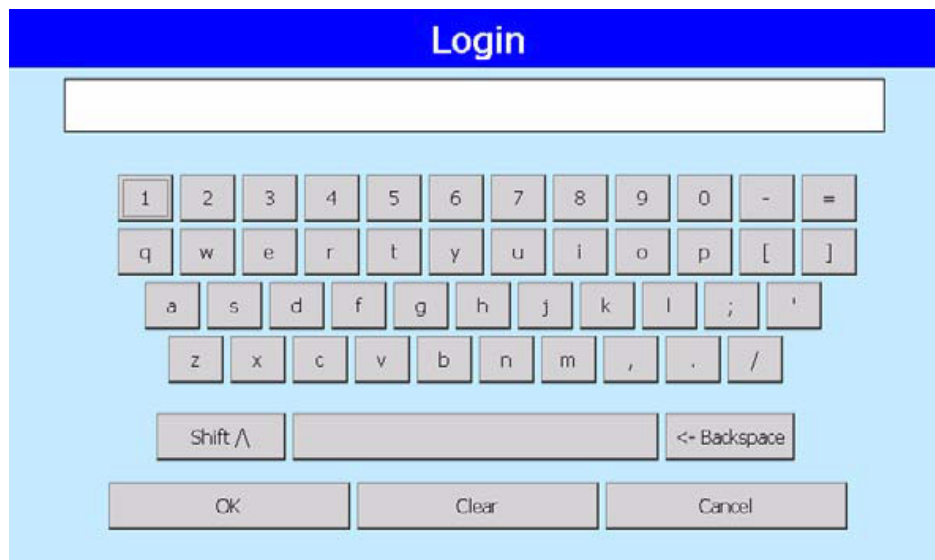 Login
1 2 3 4 5 6 7 8 9 0 - =
q w e r t y u i o p [ ]
a s d f g h j k l ; '
z x c v b n m , . /
Shift /\ <- Backspace
OK Clear Cancel